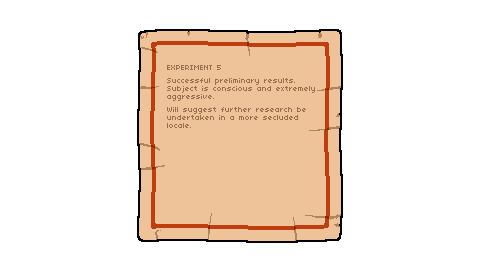 EXPERIMENT 5
Successful preliminary results.
Subject is conscious and extremely
aggressive.
Will suggest further research be
undertaken in a more secluded
locale.